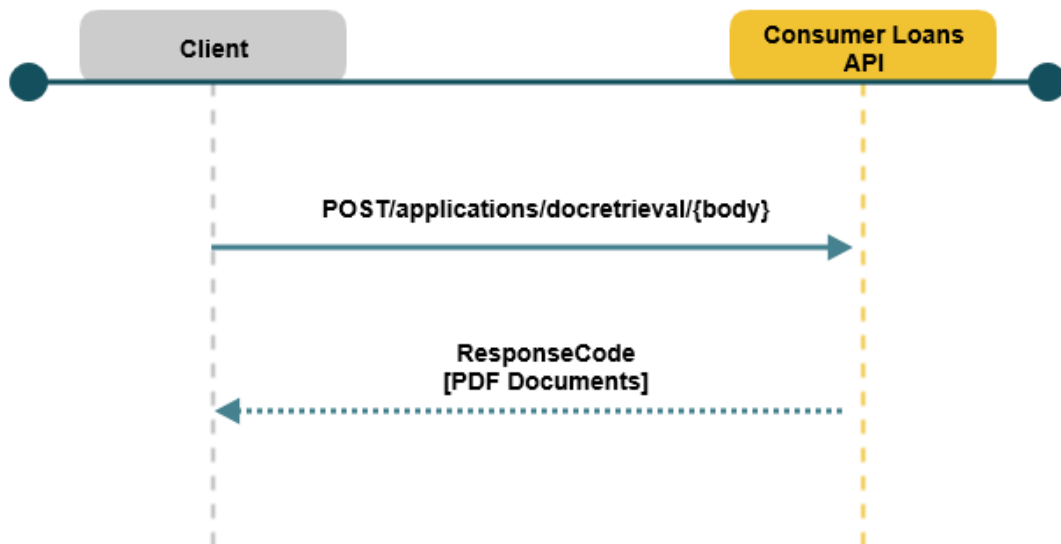 Client
Consumer Loans
API
POST/applications/docretrieval/{body}
ResponseCode
[PDF Documents]